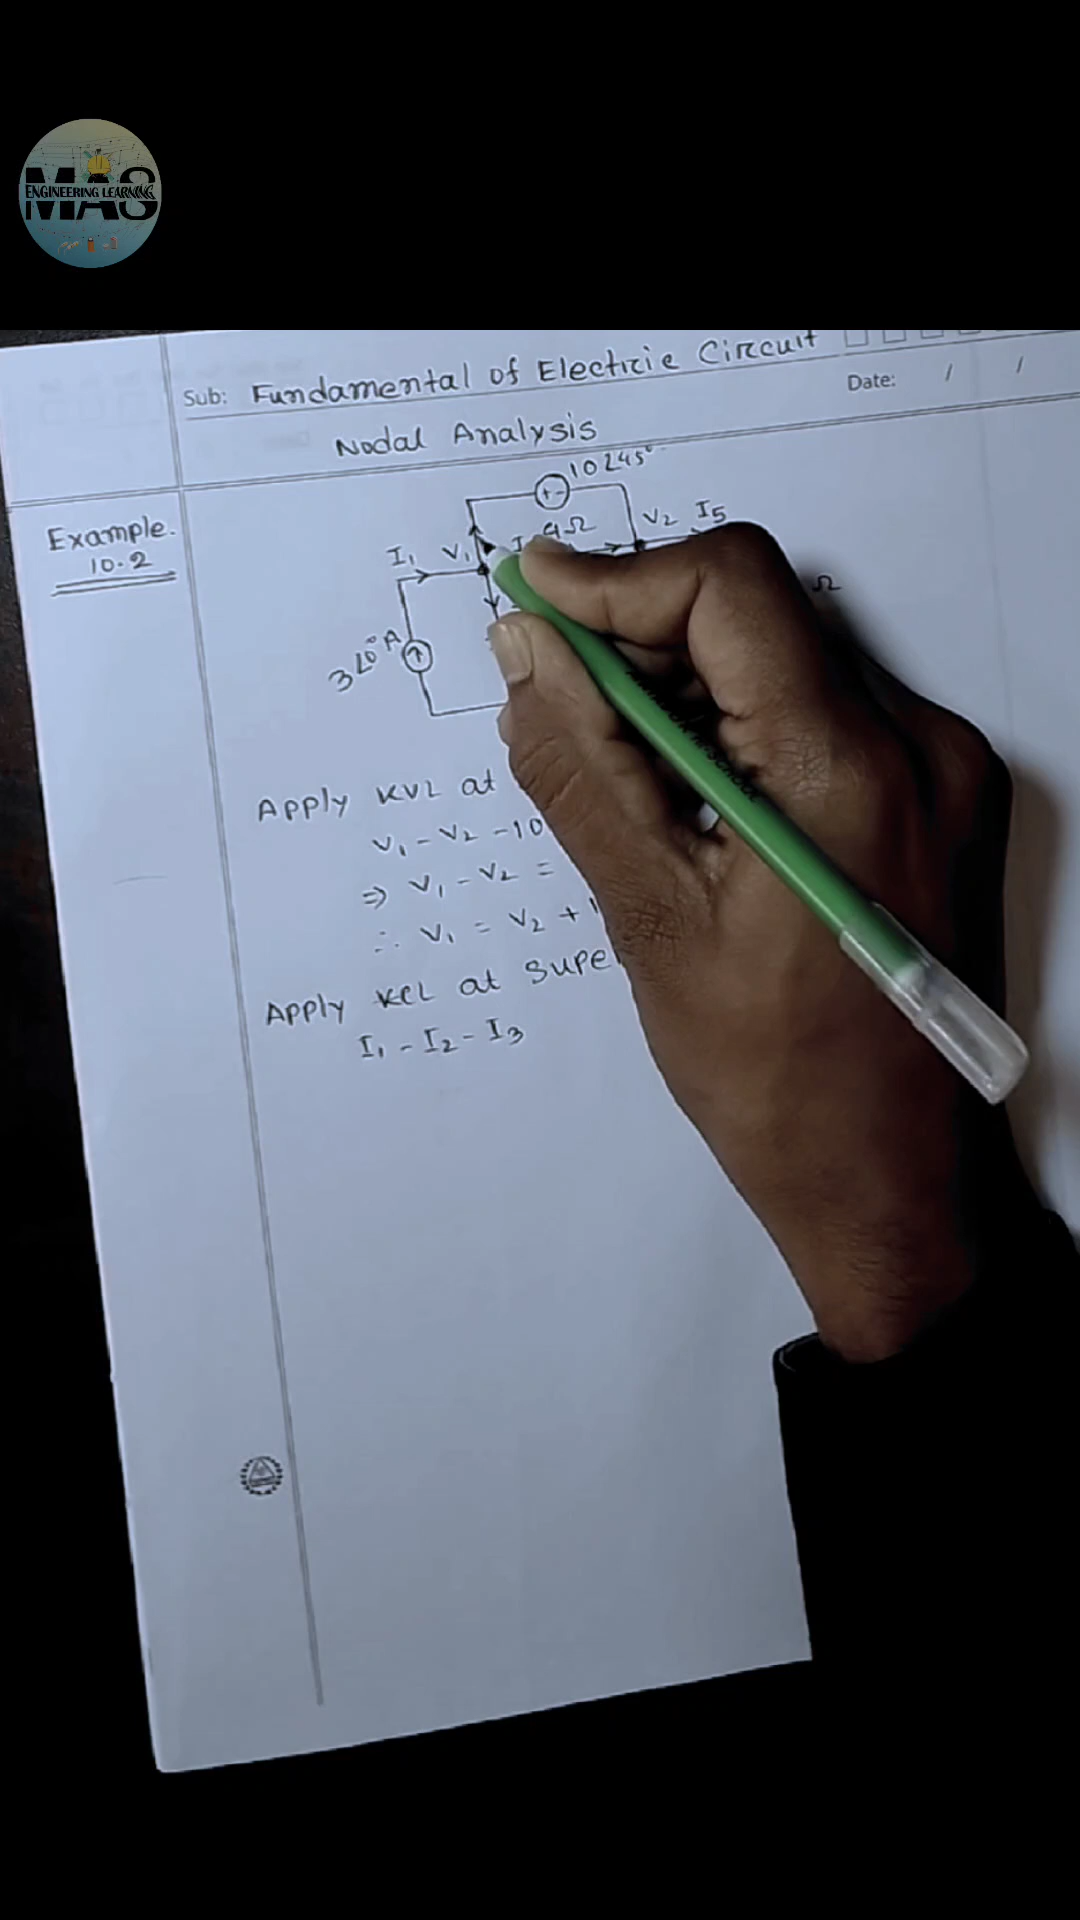 MAS
ENGINEERING LEARNING
Sub: Fundamental of Electric Circuit
Date: / /
Nodal Analysis
Example.
10.2
10∠45°
4Ω
V2 I5
I1 V1
Ω
3∠0° A
Apply KVL at
V1 - V2 - 10
⇒ V1 - V2 =
∴ V1 = V2 +
Apply KCL at
I1 - I2 - I3